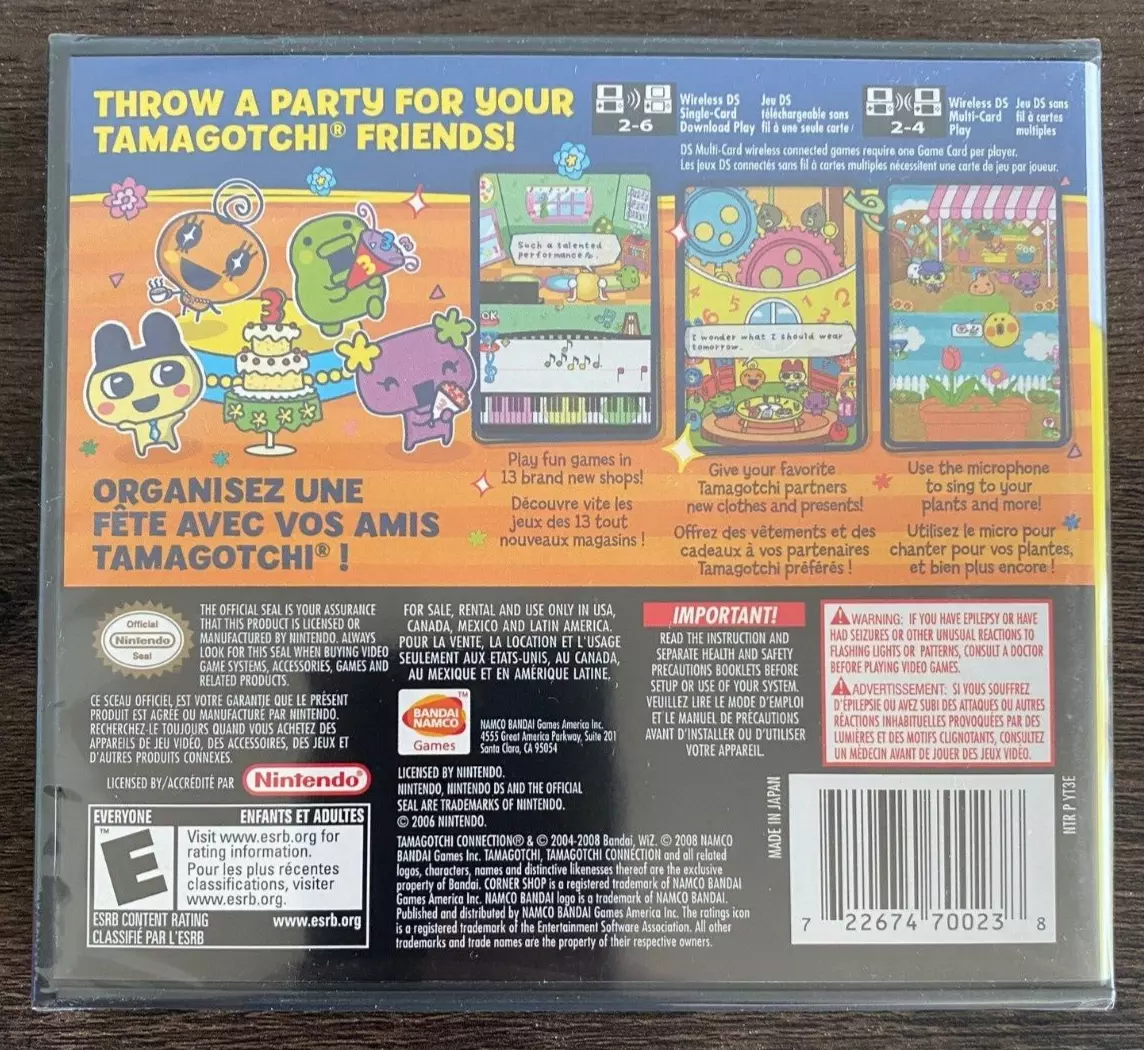 THROW A PARTY FOR YOUR
TAMAGOTCHI® FRIENDS!
2-6
Wireless DS
Single-Card
Download Play
Jeu DS
téléchargeable sans
fil à une seule carte
2-4
Wireless DS
Multi-Card
Play
Jeu DS sans
fil à cartes
multiples
DS Multi-Card wireless connected games require one Game Card per player.
Les jeux DS connectés sans fil à cartes multiples nécessitent une carte de jeu par joueur.
3
3
Such a talented
performance
OK
4 5 6 7 1 2
I wonder what I should wear
tomorrow.
ORGANISEZ UNE
FÊTE AVEC VOS AMIS
TAMAGOTCHI® !
Play fun games in
13 brand new shops!
Découvre vite les
jeux des 13 tout
nouveaux magasins !
Give your favorite
Tamagotchi partners
new clothes and presents!
Offrez des vêtements et des
cadeaux à vos partenaires
Tamagotchi préférés !
Use the microphone
to sing to your
plants and more!
Utilisez le micro pour
chanter pour vos plantes,
et bien plus encore !
Official
Nintendo
Seal
THE OFFICIAL SEAL IS YOUR ASSURANCE
THAT THIS PRODUCT IS LICENSED OR
MANUFACTURED BY NINTENDO. ALWAYS
LOOK FOR THIS SEAL WHEN BUYING VIDEO
GAME SYSTEMS, ACCESSORIES, GAMES AND
RELATED PRODUCTS.
CE SCEAU OFFICIEL EST VOTRE GARANTIE QUE LE PRÉSENT
PRODUIT EST AGRÉÉ OU MANUFACTURÉ PAR NINTENDO.
RECHERCHEZ-LE TOUJOURS QUAND VOUS ACHETEZ DES
APPAREILS DE JEU VIDÉO, DES ACCESSOIRES, DES JEUX ET
D'AUTRES PRODUITS CONNEXES.
LICENSED BY/ACCRÉDITÉ PAR
Nintendo®
EVERYONE
ENFANTS ET ADULTES
E
TM
Visit www.esrb.org for
rating information.
Pour les plus récentes
classifications, visiter
www.esrb.org.
ESRB CONTENT RATING
www.esrb.org
CLASSIFIÉ PAR L'ESRB
FOR SALE, RENTAL AND USE ONLY IN USA,
CANADA, MEXICO AND LATIN AMERICA.
POUR LA VENTE, LA LOCATION ET L'USAGE
SEULEMENT AUX ETATS-UNIS, AU CANADA,
AU MEXIQUE ET EN AMÉRIQUE LATINE.
BANDAI
NAMCO
Games
TM
NAMCO BANDAI Games America Inc.
4555 Great America Parkway, Suite 201
Santa Clara, CA 95054
LICENSED BY NINTENDO.
NINTENDO, NINTENDO DS AND THE OFFICIAL
SEAL ARE TRADEMARKS OF NINTENDO.
© 2006 NINTENDO.
TAMAGOTCHI CONNECTION® & © 2004-2008 Bandai, WiZ. © 2008 NAMCO
BANDAI Games Inc. TAMAGOTCHI, TAMAGOTCHI CONNECTION and all related
logos, characters, names and distinctive likenesses thereof are the exclusive
property of Bandai. CORNER SHOP is a registered trademark of NAMCO BANDAI
Games America Inc. NAMCO BANDAI logo is a trademark of NAMCO BANDAI.
Published and distributed by NAMCO BANDAI Games America Inc. The ratings icon
is a registered trademark of the Entertainment Software Association. All other
trademarks and trade names are the property of their respective owners.
IMPORTANT!
READ THE INSTRUCTION AND
SEPARATE HEALTH AND SAFETY
PRECAUTIONS BOOKLETS BEFORE
SETUP OR USE OF YOUR SYSTEM.
VEUILLEZ LIRE LE MODE D'EMPLOI
ET LE MANUEL DE PRÉCAUTIONS
AVANT D'INSTALLER OU D'UTILISER
VOTRE APPAREIL.
WARNING: IF YOU HAVE EPILEPSY OR HAVE
HAD SEIZURES OR OTHER UNUSUAL REACTIONS TO
FLASHING LIGHTS OR PATTERNS, CONSULT A DOCTOR
BEFORE PLAYING VIDEO GAMES.
ADVERTISSEMENT: SI VOUS SOUFFREZ
D'ÉPILEPSIE OU AVEZ SUBI DES ATTAQUES OU AUTRES
RÉACTIONS INHABITUELLES PROVOQUÉES PAR DES
LUMIÈRES ET DES MOTIFS CLIGNOTANTS, CONSULTEZ
UN MÉDECIN AVANT DE JOUER DES JEUX VIDÉO.
MADE IN JAPAN
NTR P YT3E
7 22674 70023 8